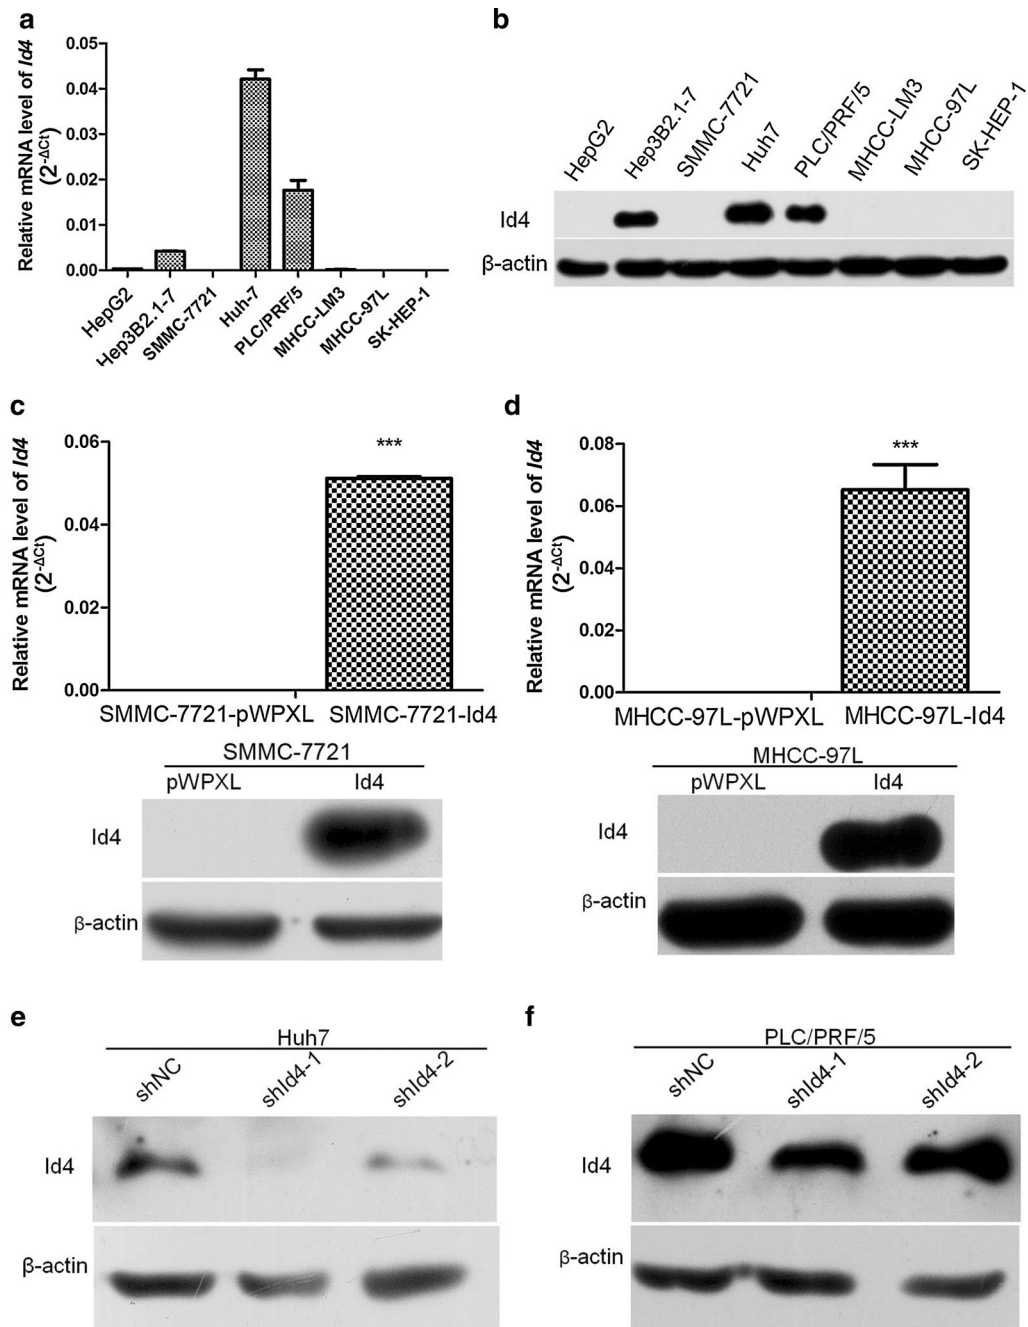 a
Relative mRNA level of Id4
(2-ΔCt)
0.05
0.04
0.03
0.02
0.01
0.00
HepG2
Hep3B2.1-7
SMMC-7721
Huh-7
PLC/PRF/5
MHCC-LM3
MHCC-97L
SK-HEP-1
b
HepG2
Hep3B2.1-7
SMMC-7721
Huh7
PLC/PRF/5
MHCC-LM3
MHCC-97L
SK-HEP-1
Id4
β-actin
c
Relative mRNA level of Id4
(2-ΔCt)
0.06
0.04
0.02
0.00
***
SMMC-7721-pWPXL
SMMC-7721-Id4
SMMC-7721
pWPXL
Id4
Id4
β-actin
d
Relative mRNA level of Id4
(2-ΔCt)
0.08
0.06
0.04
0.02
0.00
***
MHCC-97L-pWPXL
MHCC-97L-Id4
MHCC-97L
pWPXL
Id4
Id4
β-actin
e
Huh7
shNC
shId4-1
shId4-2
Id4
β-actin
f
PLC/PRF/5
shNC
shId4-1
shId4-2
Id4
β-actin